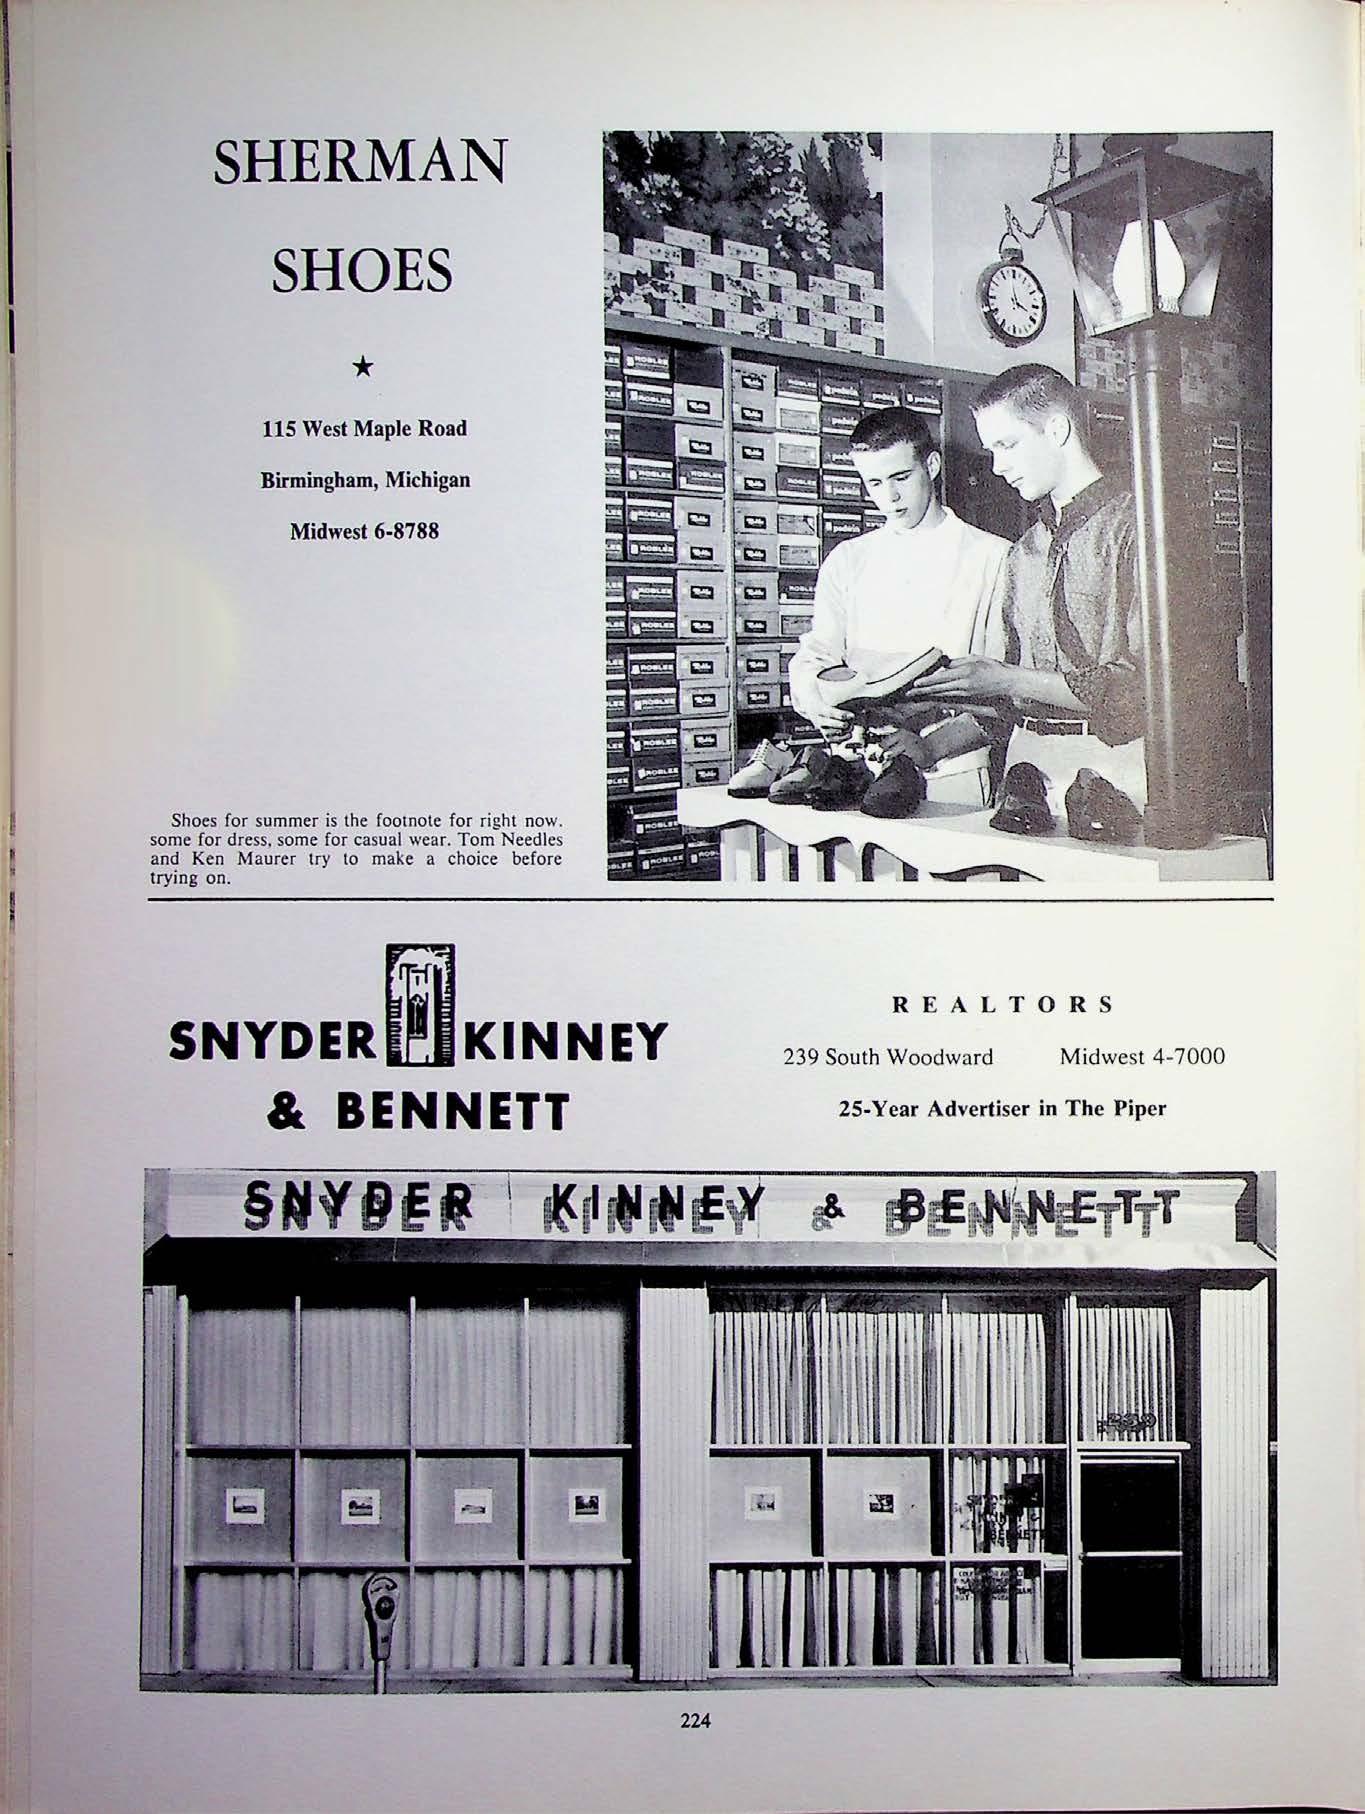 SHERMAN
SHOES
115 West Maple Road
Birmingham, Michigan
Midwest 6-8788
Shoes for summer is the footnote for right now.
some for dress, some for casual wear. Tom Needles
and Ken Maurer try to make a choice before
trying on.
ROBLEE
SNYDER KINNEY
& BENNETT
REALTORS
239 South Woodward Midwest 4-7000
25-Year Advertiser in The Piper
SNYDER KINNEY & BENNETT
239
224